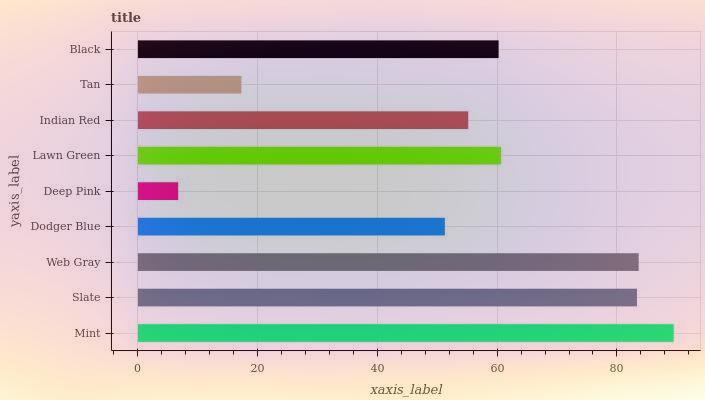 title
Black
Tan
Indian Red
Lawn Green
Deep Pink
Dodger Blue
Web Gray
Slate
Mint
yaxis_label
0 20 40 60 80
xaxis_label